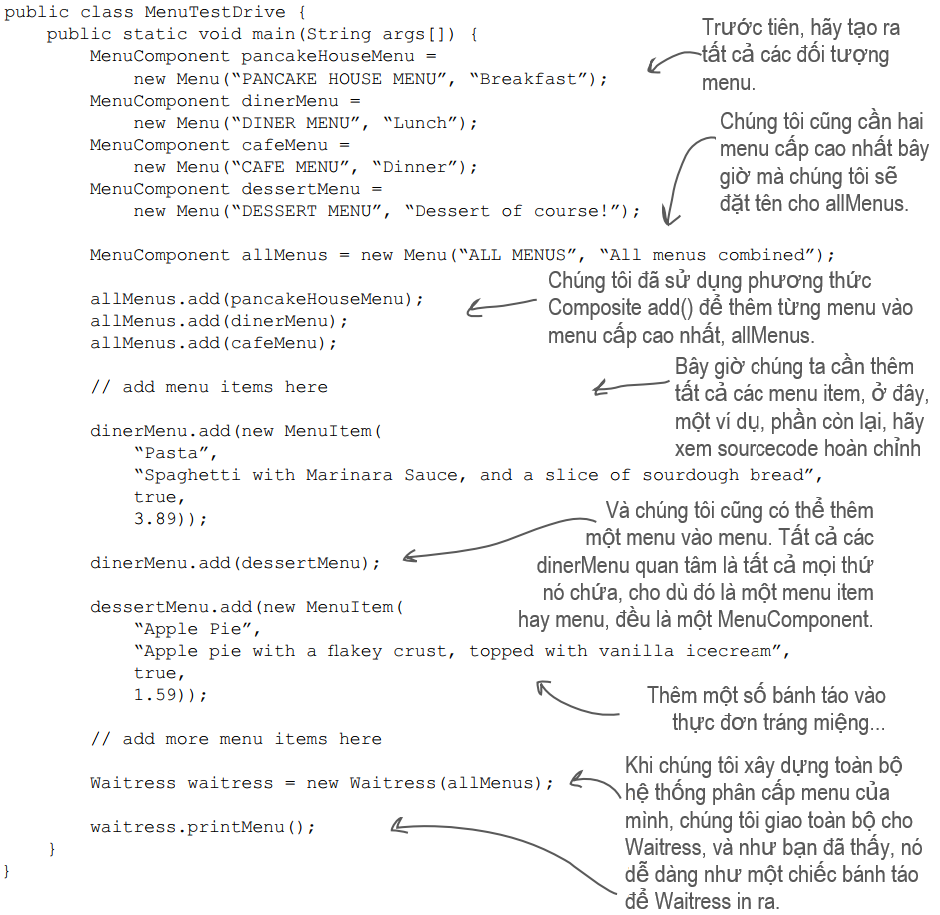 public class MenuTestDrive {
public static void main(String args[]) {
MenuComponent pancakeHouseMenu =
new Menu(“PANCAKE HOUSE MENU”, “Breakfast”);
MenuComponent dinerMenu =
new Menu(“DINER MENU”, “Lunch”);
MenuComponent cafeMenu =
new Menu(“CAFE MENU”, “Dinner”);
MenuComponent dessertMenu =
new Menu(“DESSERT MENU”, “Dessert of course!”);
Trước tiên, hãy tạo ra
tất cả các đối tượng
menu.
Chúng tôi cũng cần hai
menu cấp cao nhất bây
giờ mà chúng tôi sẽ
đặt tên cho allMenus.
MenuComponent allMenus = new Menu(“ALL MENUS”, “All menus combined”);
allMenus.add(pancakeHouseMenu);
allMenus.add(dinerMenu);
allMenus.add(cafeMenu);
Chúng tôi đã sử dụng phương thức
Composite add() để thêm từng menu vào
menu cấp cao nhất, allMenus.
// add menu items here
Bây giờ chúng ta cần thêm
tất cả các menu item, ở đây,
một ví dụ, phần còn lại, hãy
xem sourcecode hoàn chỉnh
dinerMenu.add(new MenuItem(
“Pasta”,
“Spaghetti with Marinara Sauce, and a slice of sourdough bread”,
true,
3.89));
dinerMenu.add(dessertMenu);
Và chúng tôi cũng có thể thêm
một menu vào menu. Tất cả các
dinerMenu quan tâm là tất cả mọi thứ
nó chứa, cho dù đó là một menu item
hay menu, đều là một MenuComponent.
dessertMenu.add(new MenuItem(
“Apple Pie”,
“Apple pie with a flakey crust, topped with vanilla icecream”,
true,
1.59));
Thêm một số bánh táo vào
thực đơn tráng miệng...
// add more menu items here
Waitress waitress = new Waitress(allMenus);
waitress.printMenu();
}
}
Khi chúng tôi xây dựng toàn bộ
hệ thống phân cấp menu của
mình, chúng tôi giao toàn bộ cho
Waitress, và như bạn đã thấy, nó
dễ dàng như một chiếc bánh táo
để Waitress in ra.